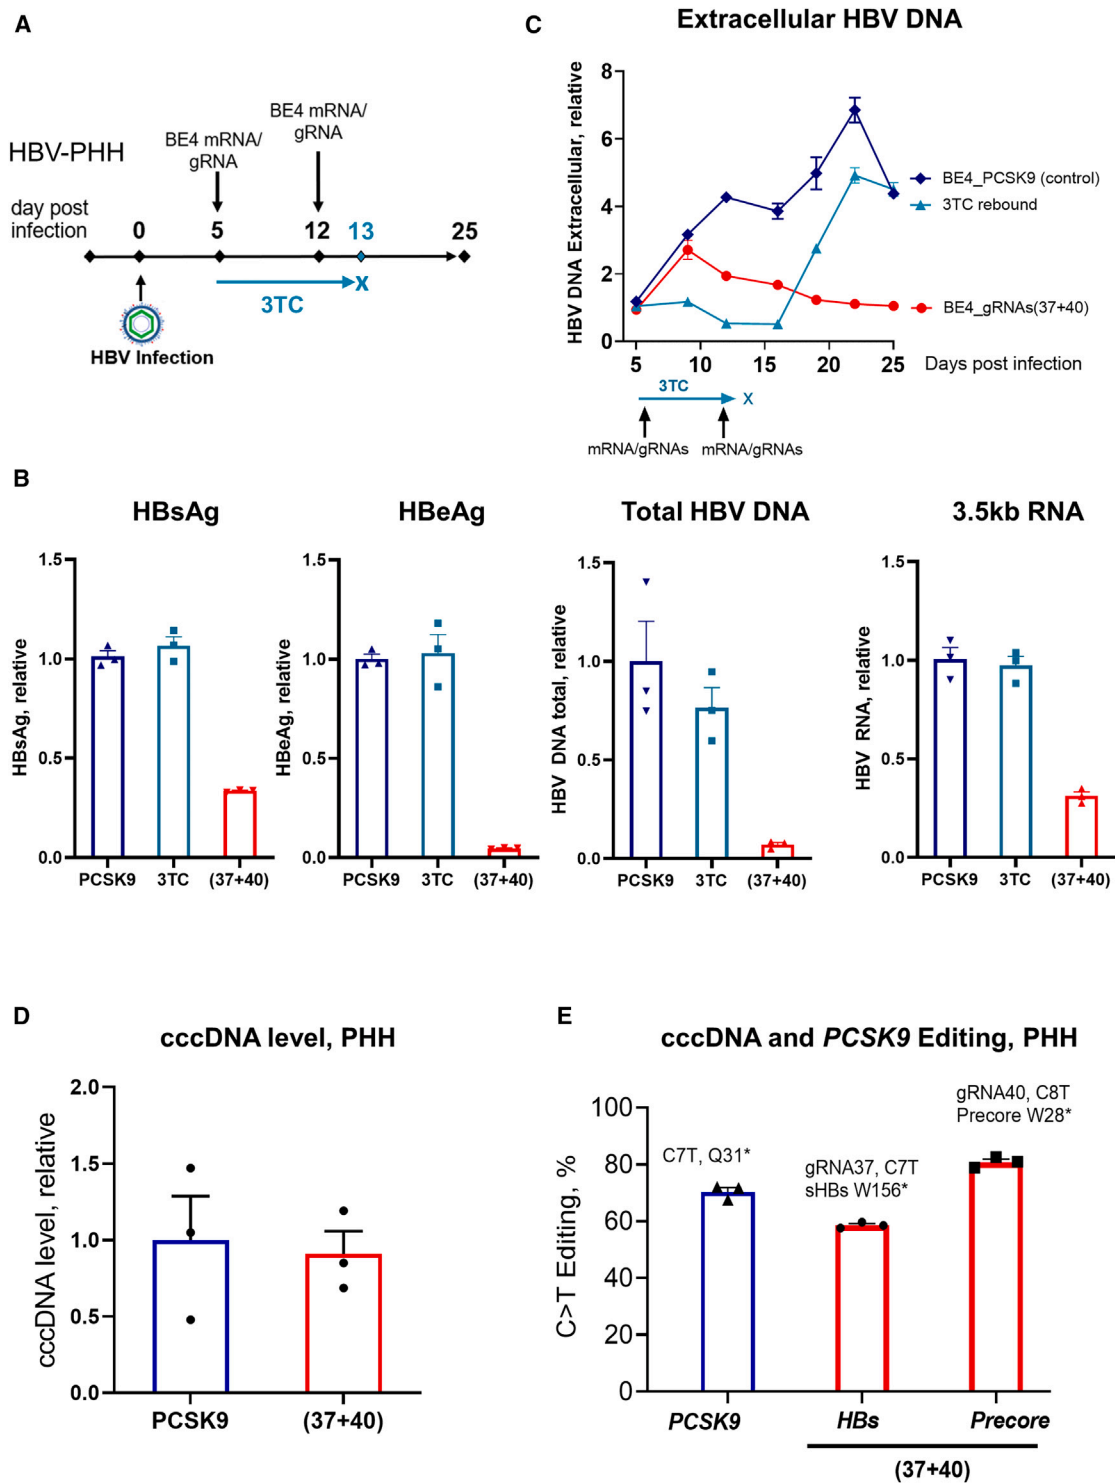 A
HBV-PHH
day post
infection
BE4 mRNA/
gRNA
BE4 mRNA/
gRNA
0
5
12
13
25
3TC
X
HBV Infection
C
Extracellular HBV DNA
HBV DNA Extracellular, relative
8
6
4
2
0
5
10
15
20
25
Days post infection
BE4_PCSK9 (control)
3TC rebound
BE4_gRNAs(37+40)
3TC
X
mRNA/gRNAs
mRNA/gRNAs
B
HBsAg
HBsAg, relative
1.5
1.0
0.5
0.0
PCSK9
3TC
(37+40)
HBeAg
HBeAg, relative
1.5
1.0
0.5
0.0
PCSK9
3TC
(37+40)
Total HBV DNA
HBV DNA total, relative
1.5
1.0
0.5
0.0
PCSK9
3TC
(37+40)
3.5kb RNA
HBV RNA, relative
1.5
1.0
0.5
0.0
PCSK9
3TC
(37+40)
D
cccDNA level, PHH
cccDNA level, relative
2.0
1.5
1.0
0.5
0.0
PCSK9
(37+40)
E
cccDNA and PCSK9 Editing, PHH
C>T Editing, %
100
80
60
40
20
0
C7T, Q31*
gRNA37, C7T
sHBs W156*
gRNA40, C8T
Precore W28*
PCSK9
HBs
Precore
(37+40)